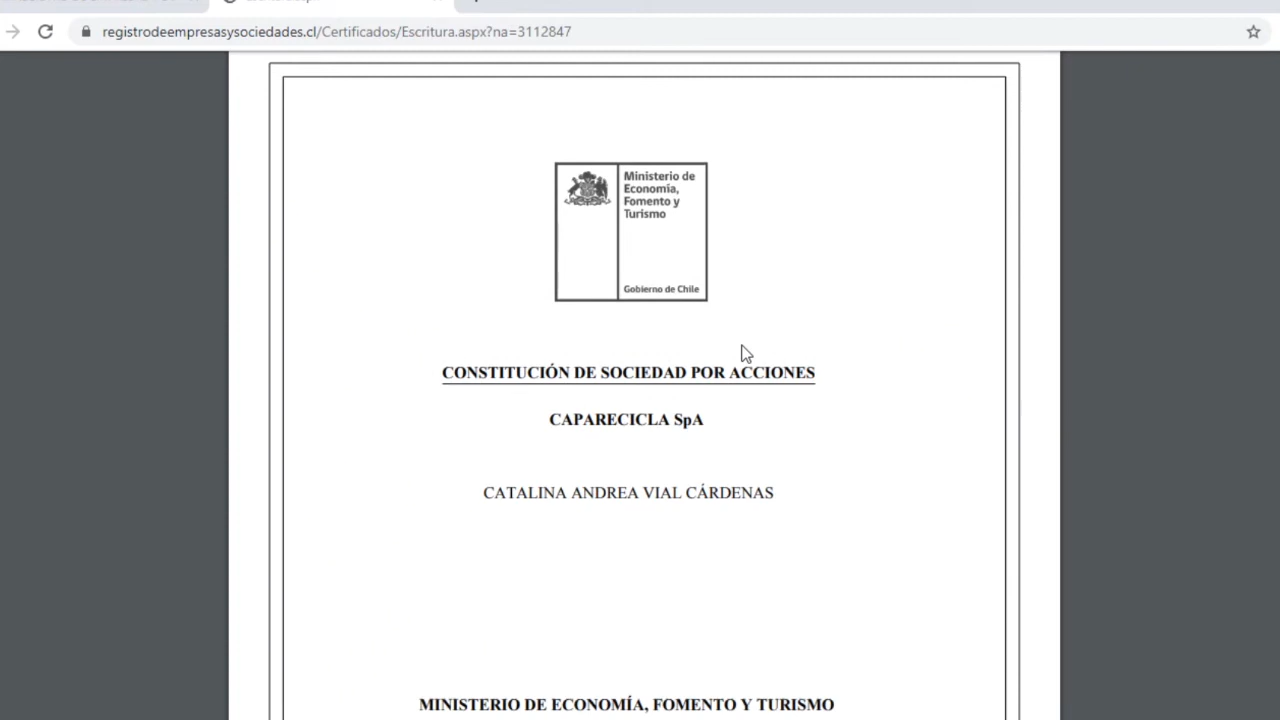 registrodeempresasysociedades.cl/Certificados/Escritura.aspx?na=3112847
Ministerio de
Economía,
Fomento y
Turismo
Gobierno de Chile
CONSTITUCIÓN DE SOCIEDAD POR ACCIONES
CAPARECICLA SpA
CATALINA ANDREA VIAL CÁRDENAS
MINISTERIO DE ECONOMÍA, FOMENTO Y TURISMO